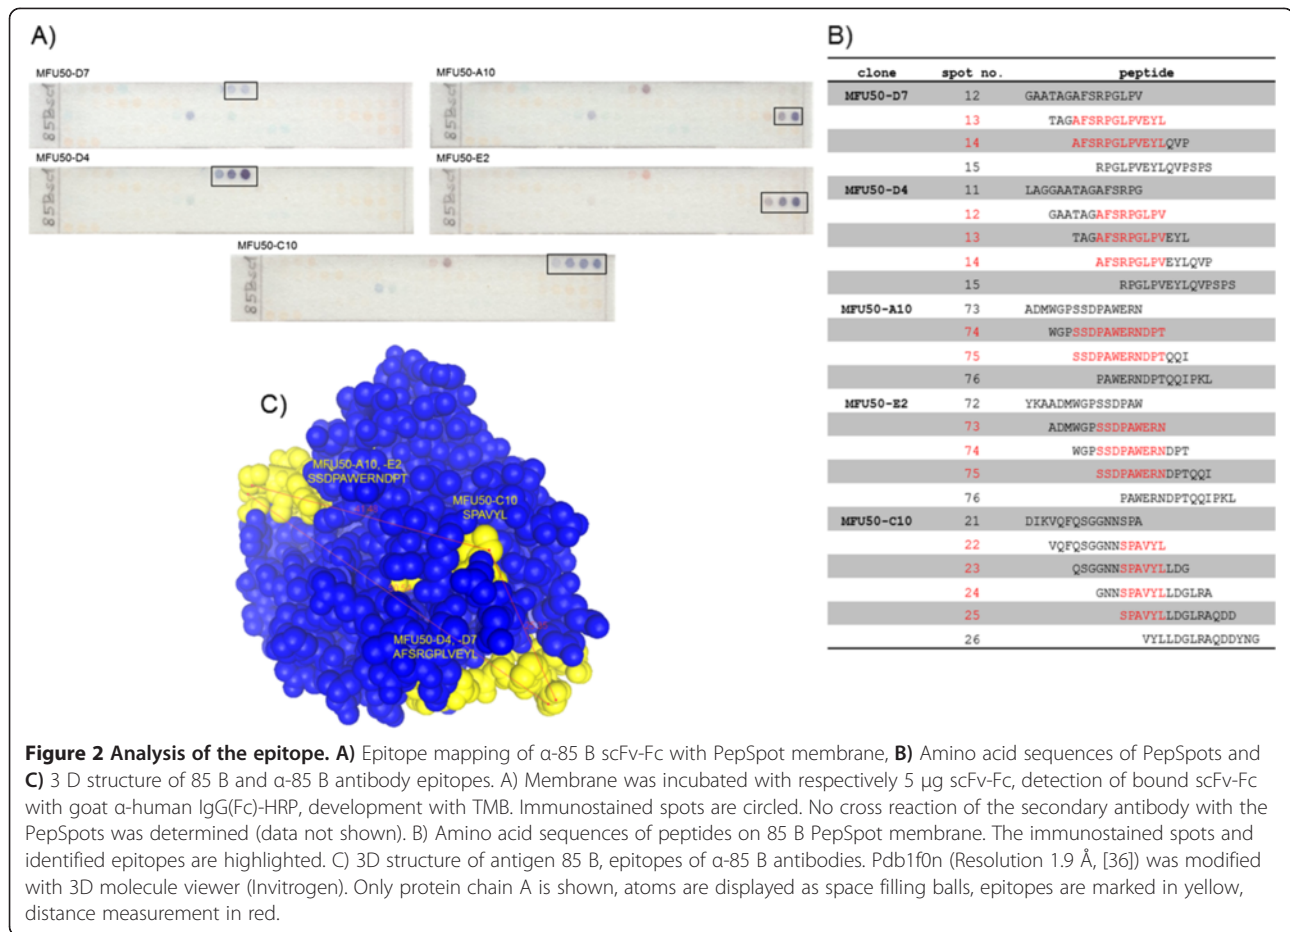 A)
MFU50-D7
MFU50-A10
85Bsc1
MFU50-D4
MFU50-E2
85Bsc1
MFU50-C10
85Bsc1
B)
clone spot no. peptide
MFU50-D7 12 GAATAGAFSRPGLPV
13 TAGAFSRPGLPVEYL
14 AFSRPGLPVEYLQVP
15 RPGLPVEYLQVPSPS
MFU50-D4 11 LAGGAATAGAFSRPG
12 GAATAGAFSRPGLPV
13 TAGAFSRPGLPVEYL
14 AFSRPGLPVEYLQVP
15 RPGLPVEYLQVPSPS
MFU50-A10 73 ADMWGPSSDPAWERN
74 WGPSSDPAWERNDPT
75 SSDPAWERNDPTQQI
76 PAWERNDPTQQIPKL
MFU50-E2 72 YKAADMWGPSSDPAW
73 ADMWGPSSDPAWERN
74 WGPSSDPAWERNDPT
75 SSDPAWERNDPTQQI
76 PAWERNDPTQQIPKL
MFU50-C10 21 DIKVQFQSGGNNSPA
22 VQFQSGGNNSPAVYL
23 QSGGNNSPAVYLLDG
24 GNNSPAVYLLDGLRA
25 SPAVYLLDGLRAQDD
26 VYLLDGLRAQDDYNG
C)
MFU50-A10, -E2
SSDPAWERNDPT
MFU50-C10
SPAVYL
MFU50-D4, -D7
AFSRGPLVEYL
Figure 2 Analysis of the epitope. A) Epitope mapping of α-85 B scFv-Fc with PepSpot membrane, B) Amino acid sequences of PepSpots and
C) 3 D structure of 85 B and α-85 B antibody epitopes. A) Membrane was incubated with respectively 5 μg scFv-Fc, detection of bound scFv-Fc
with goat α-human IgG(Fc)-HRP, development with TMB. Immunostained spots are circled. No cross reaction of the secondary antibody with the
PepSpots was determined (data not shown). B) Amino acid sequences of peptides on 85 B PepSpot membrane. The immunostained spots and
identified epitopes are highlighted. C) 3D structure of antigen 85 B, epitopes of α-85 B antibodies. Pdb1f0n (Resolution 1.9 Å, [36]) was modified
with 3D molecule viewer (Invitrogen). Only protein chain A is shown, atoms are displayed as space filling balls, epitopes are marked in yellow,
distance measurement in red.